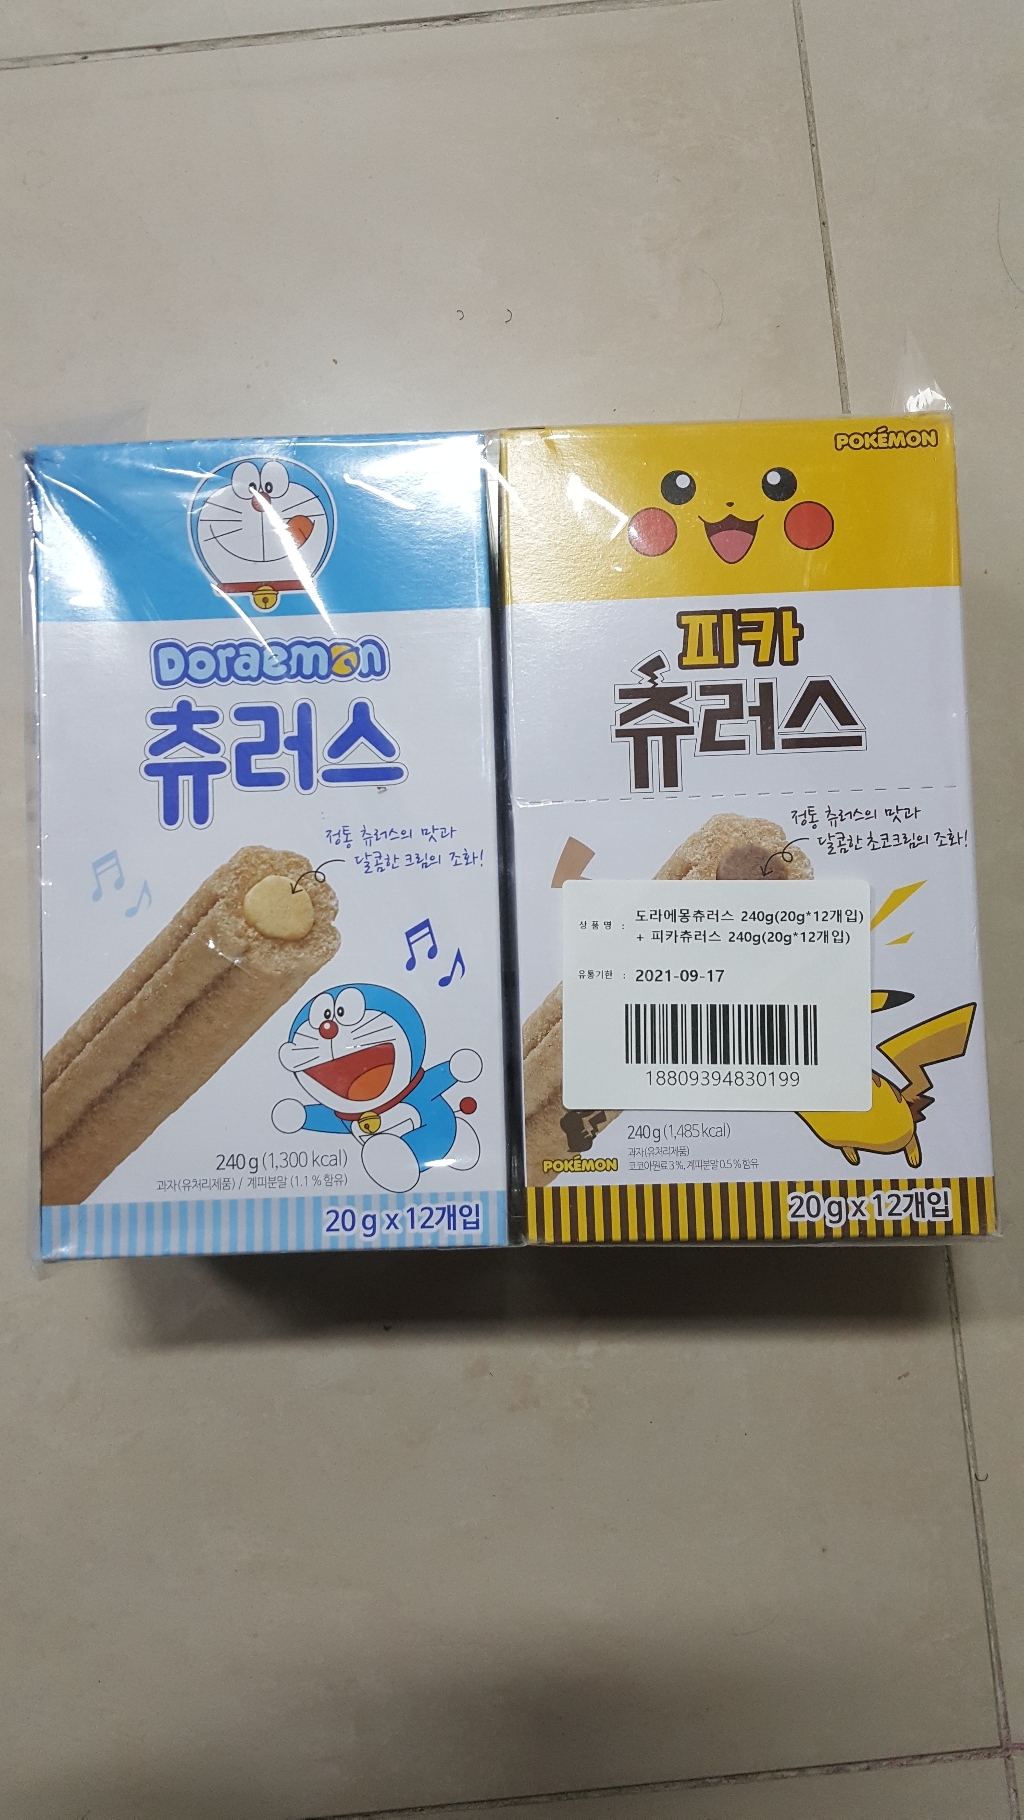 Doraemon
츄러스
정통 츄러스의 맛과
달콤한 크림의 조화!
240g (1,300 kcal)
과자(유처리제품) / 계피분말 (1.1 % 함유)
20 g x 12개입
POKÉMON
피카
츄러스
정통 츄러스의 맛과
달콤한 초코크림의 조화!
상 품 명 : 도라에몽츄러스 240g(20g*12개입)
+ 피카츄러스 240g(20g*12개입)
유통기한 : 2021-09-17
18809394830199
240g (1,485 kcal)
과자(유처리제품)
코코아원료 3%, 계피분말 0.5 % 함유
POKÉMON
20 g x 12개입